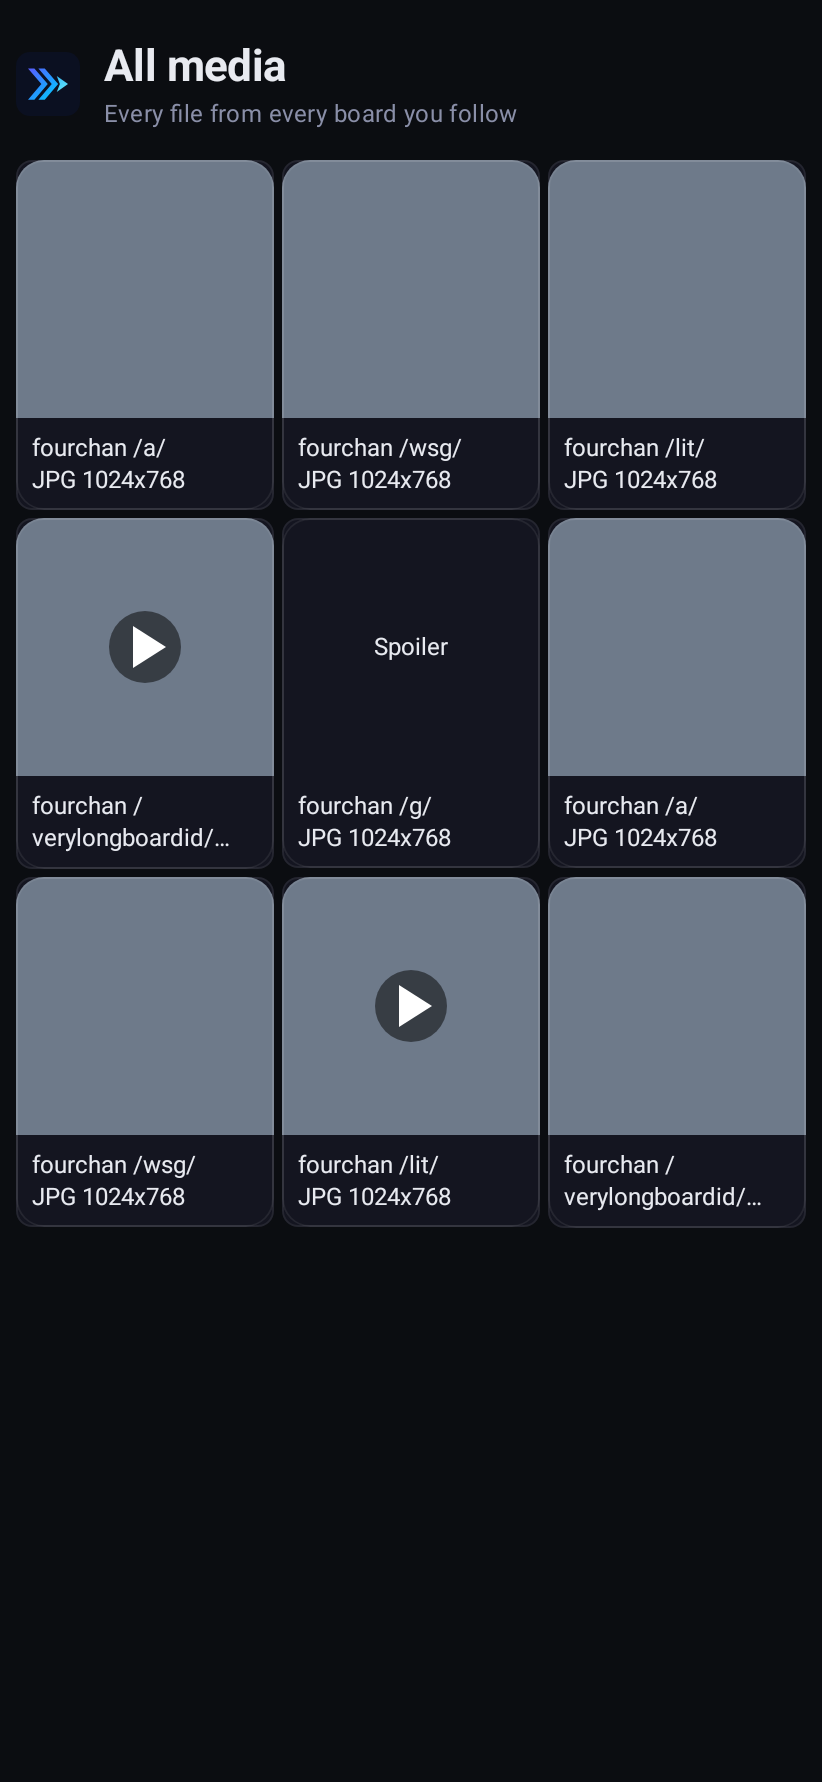 All media
Every file from every board you follow
fourchan /a/
JPG 1024x768
fourchan /wsg/
JPG 1024x768
fourchan /lit/
JPG 1024x768
fourchan /
verylongboardid/…
Spoiler
fourchan /g/
JPG 1024x768
fourchan /a/
JPG 1024x768
fourchan /wsg/
JPG 1024x768
fourchan /lit/
JPG 1024x768
fourchan /
verylongboardid/…